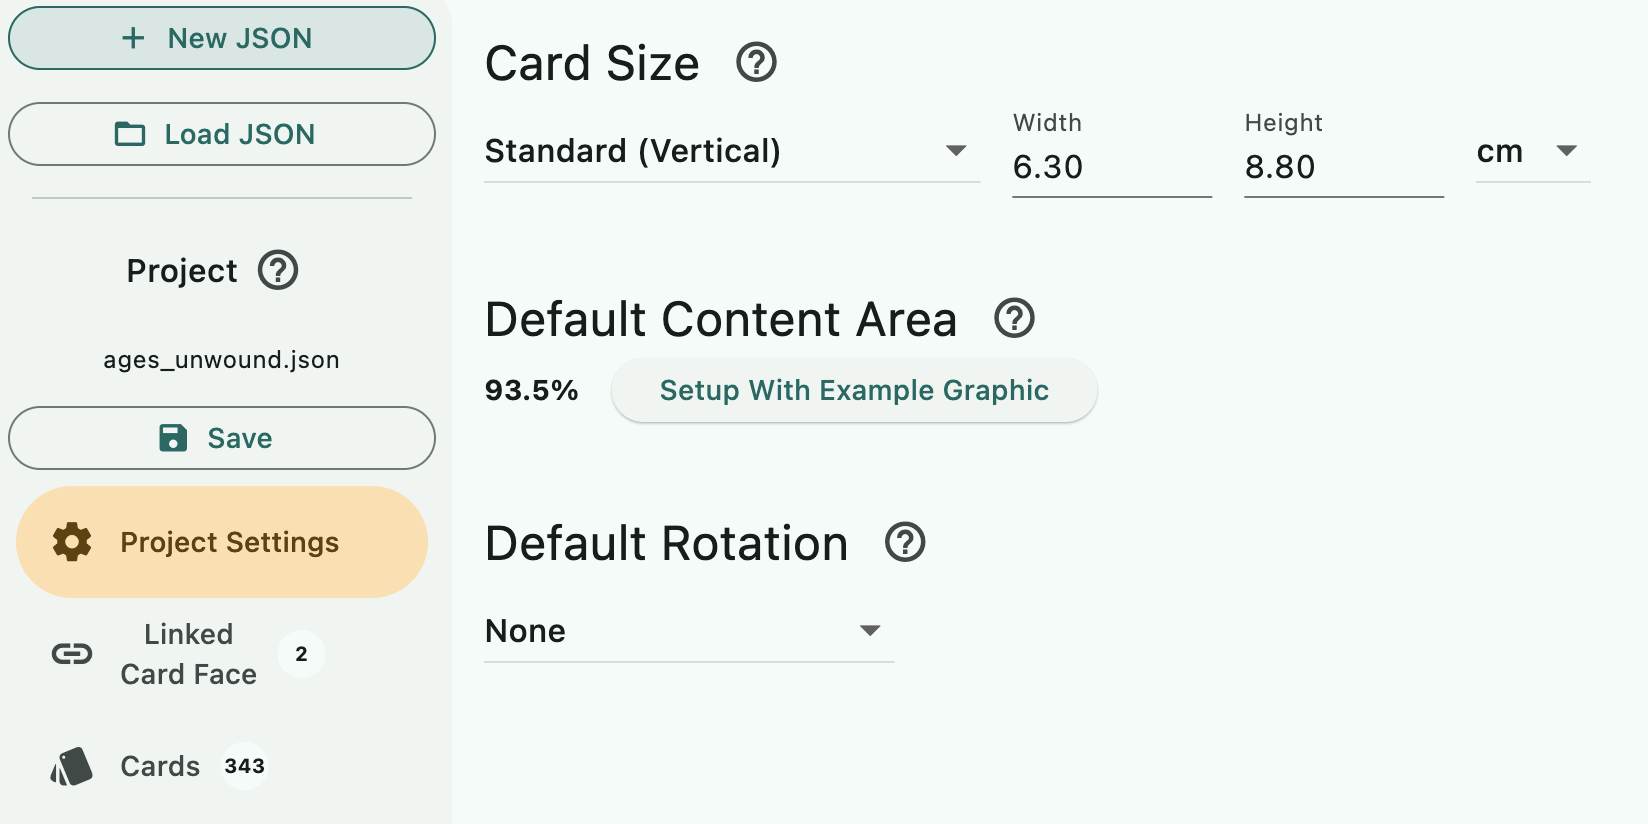 New JSON
Load JSON
Project
ages_unwound.json
Save
Project Settings
Linked
Card Face
2
Cards
343
Card Size
Standard (Vertical)
Width
6.30
Height
8.80
cm
Default Content Area
93.5%
Setup With Example Graphic
Default Rotation
None